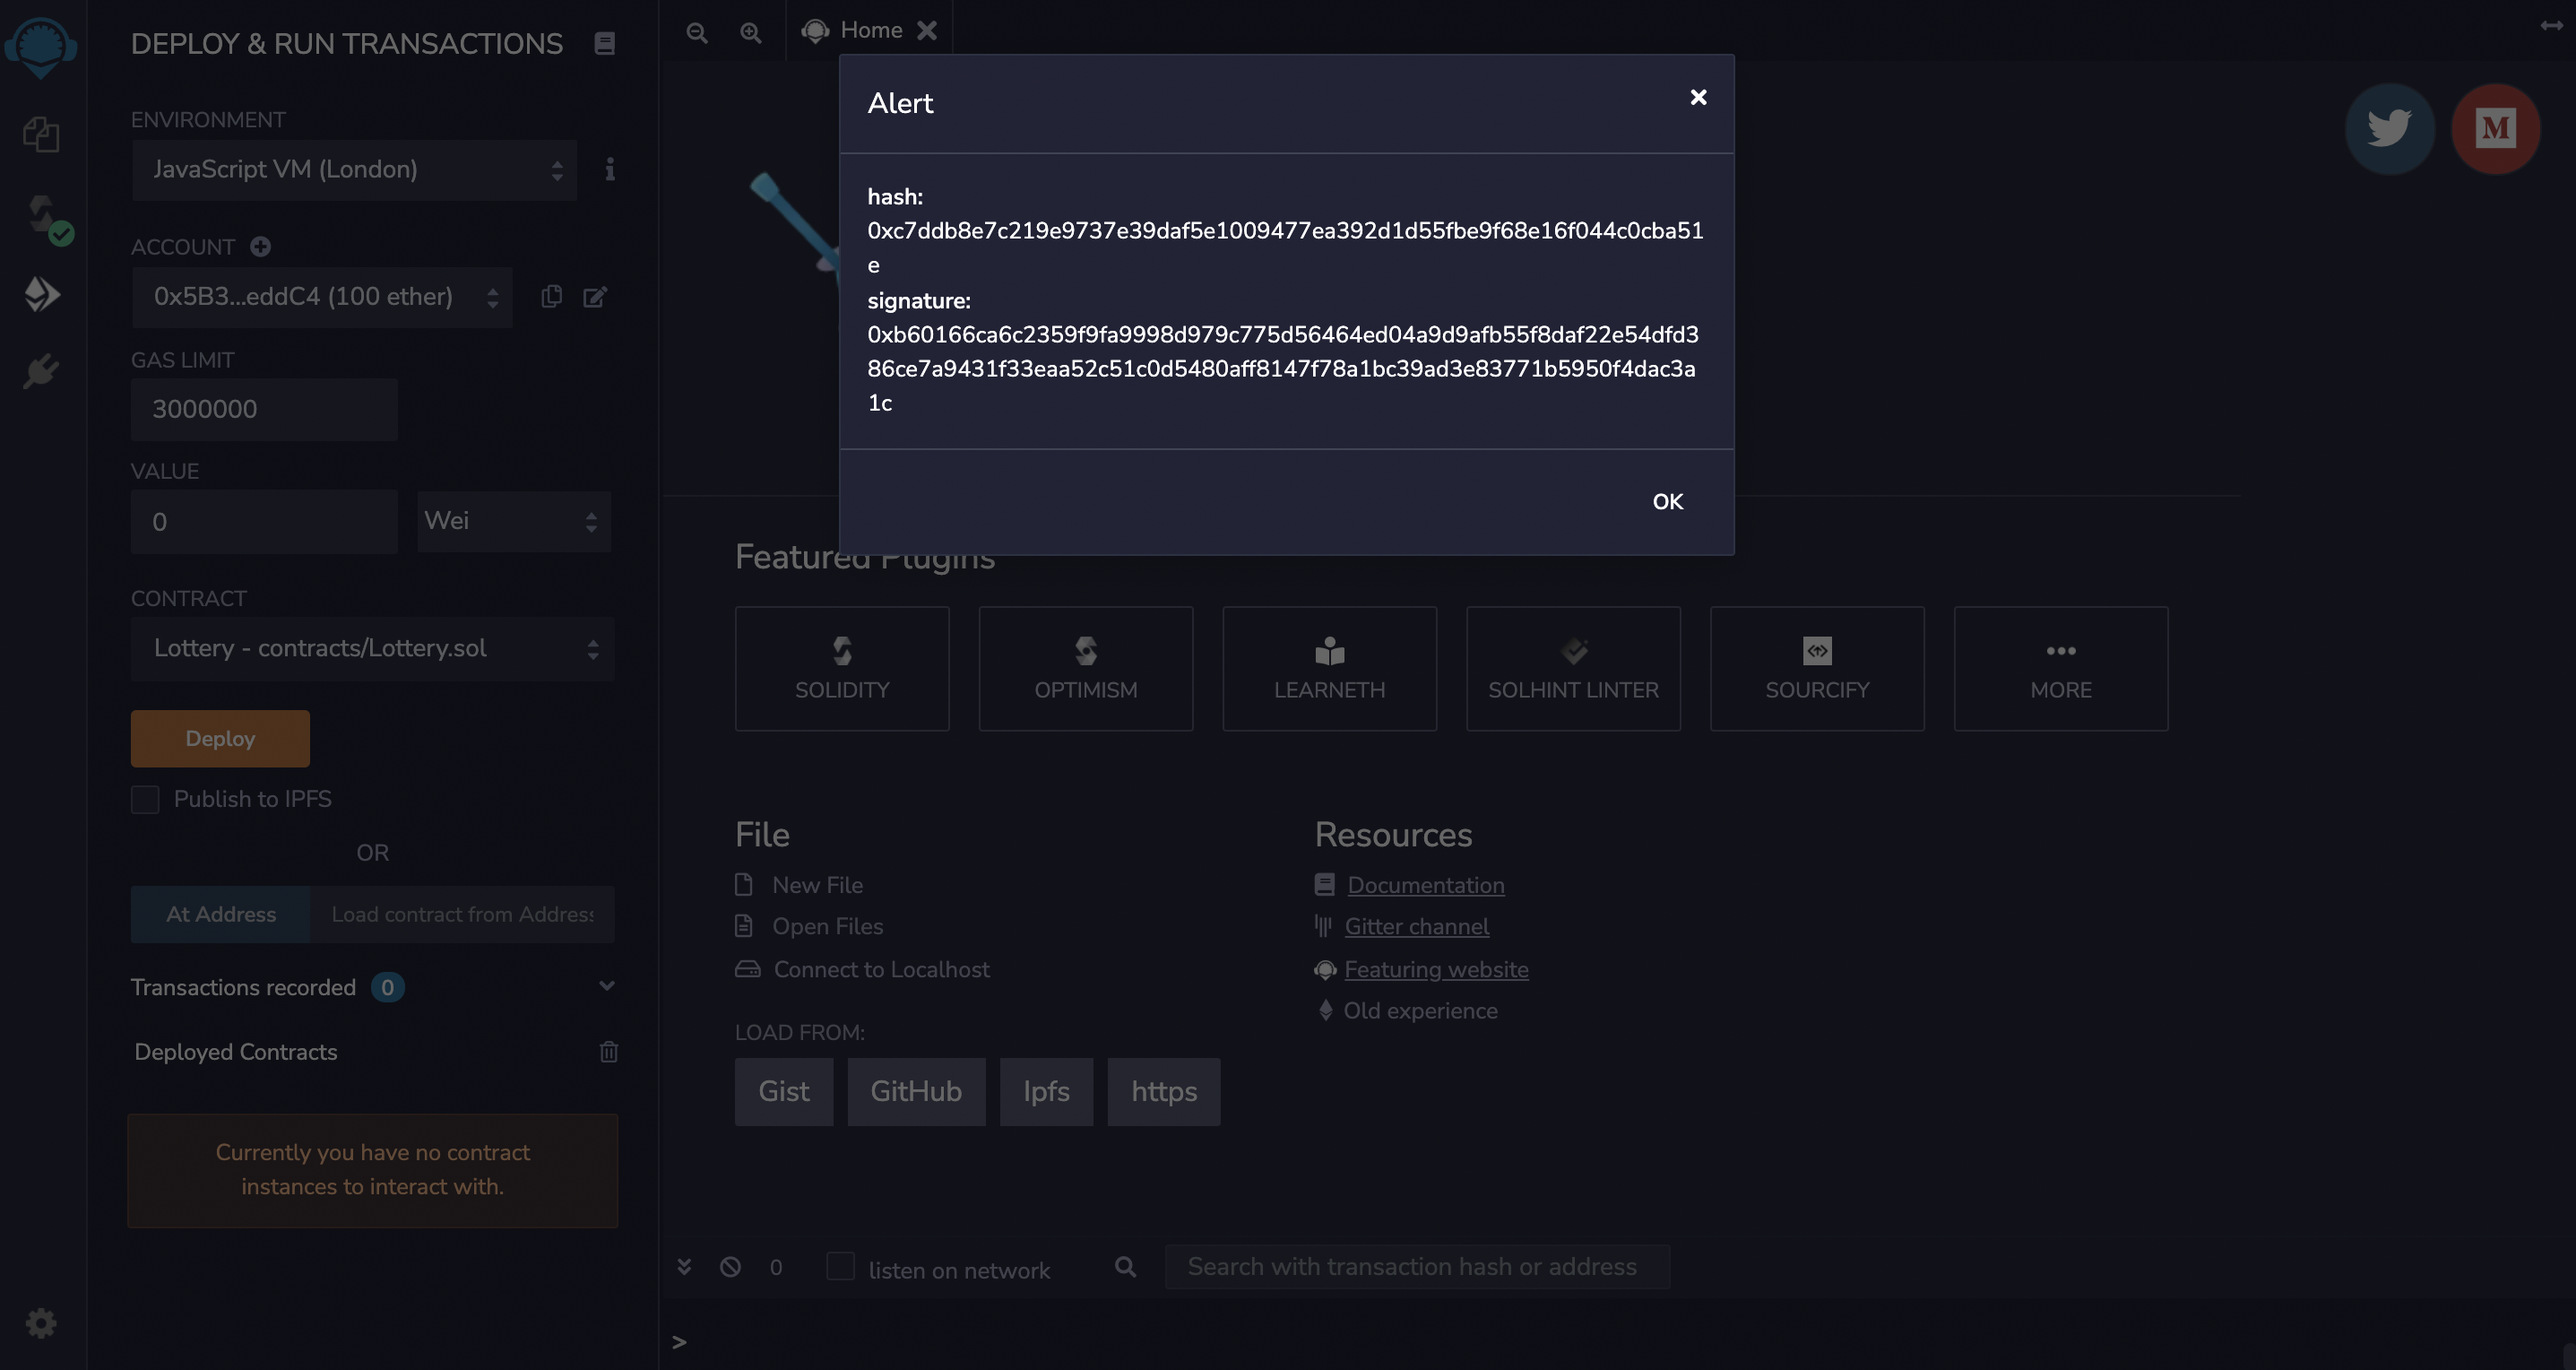 DEPLOY & RUN TRANSACTIONS
ENVIRONMENT
JavaScript VM (London)
ACCOUNT
0x5B3...eddC4 (100 ether)
GAS LIMIT
3000000
VALUE
0
Wei
CONTRACT
Lottery - contracts/Lottery.sol
Deploy
Publish to IPFS
OR
At Address
Load contract from Address
Transactions recorded 0
Deployed Contracts
Currently you have no contract
instances to interact with.
Home
Alert
hash:
0xc7ddb8e7c219e9737e39daf5e1009477ea392d1d55fbe9f68e16f044c0cba51
e
signature:
0xb60166ca6c2359f9fa9998d979c775d56464ed04a9d9afb55f8daf22e54dfd3
86ce7a9431f33eaa52c51c0d5480aff8147f78a1bc39ad3e83771b5950f4dac3a
1c
OK
M
Featured Plugins
SOLIDITY
OPTIMISM
LEARNETH
SOLHINT LINTER
SOURCIFY
MORE
File
New File
Open Files
Connect to Localhost
LOAD FROM:
Gist
GitHub
Ipfs
https
Resources
Documentation
Gitter channel
Featuring website
Old experience
0
listen on network
Search with transaction hash or address
>